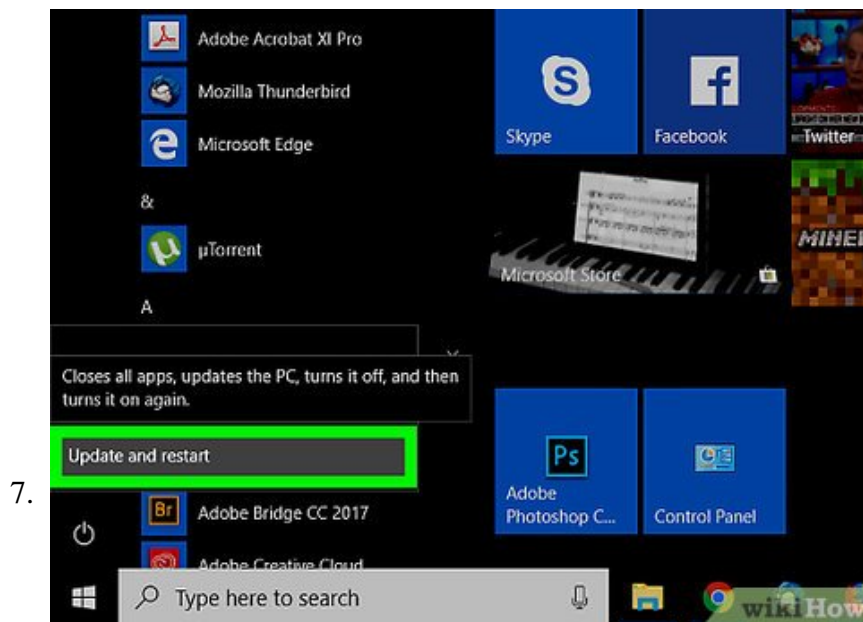 Adobe Acrobat XI Pro
Mozilla Thunderbird
Microsoft Edge
&
µTorrent
A
Closes all apps, updates the PC, turns it off, and then
turns it on again.
Update and restart
7.
Adobe Bridge CC 2017
Adobe Creative Cloud
Type here to search
Skype
Facebook
Twitter
Microsoft Store
MINE
Ps
Adobe
Photoshop C...
Control Panel
Br
wikiHow